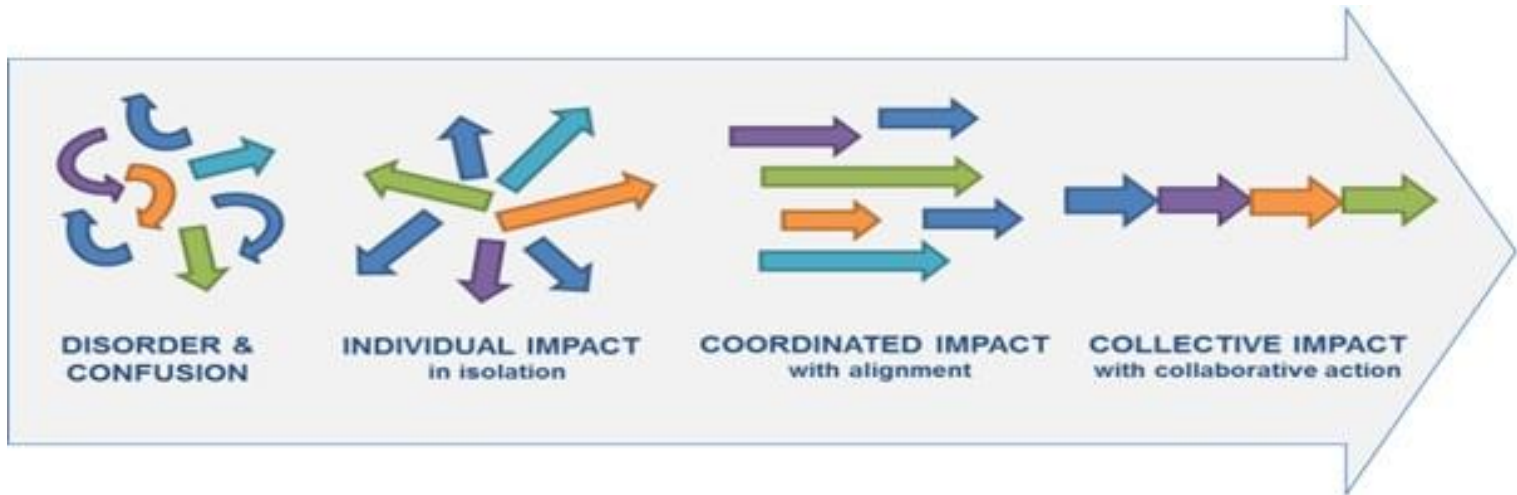 DISORDER &
CONFUSION
INDIVIDUAL IMPACT
in isolation
COORDINATED IMPACT
with alignment
COLLECTIVE IMPACT
with collaborative action